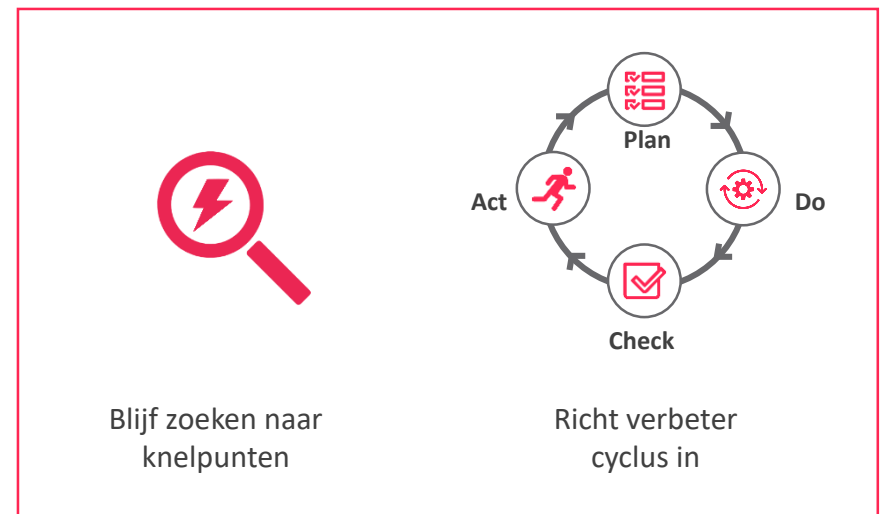 Plan
Act
Do
Check
Blijf zoeken naar
knelpunten
Richt verbeter
cyclus in